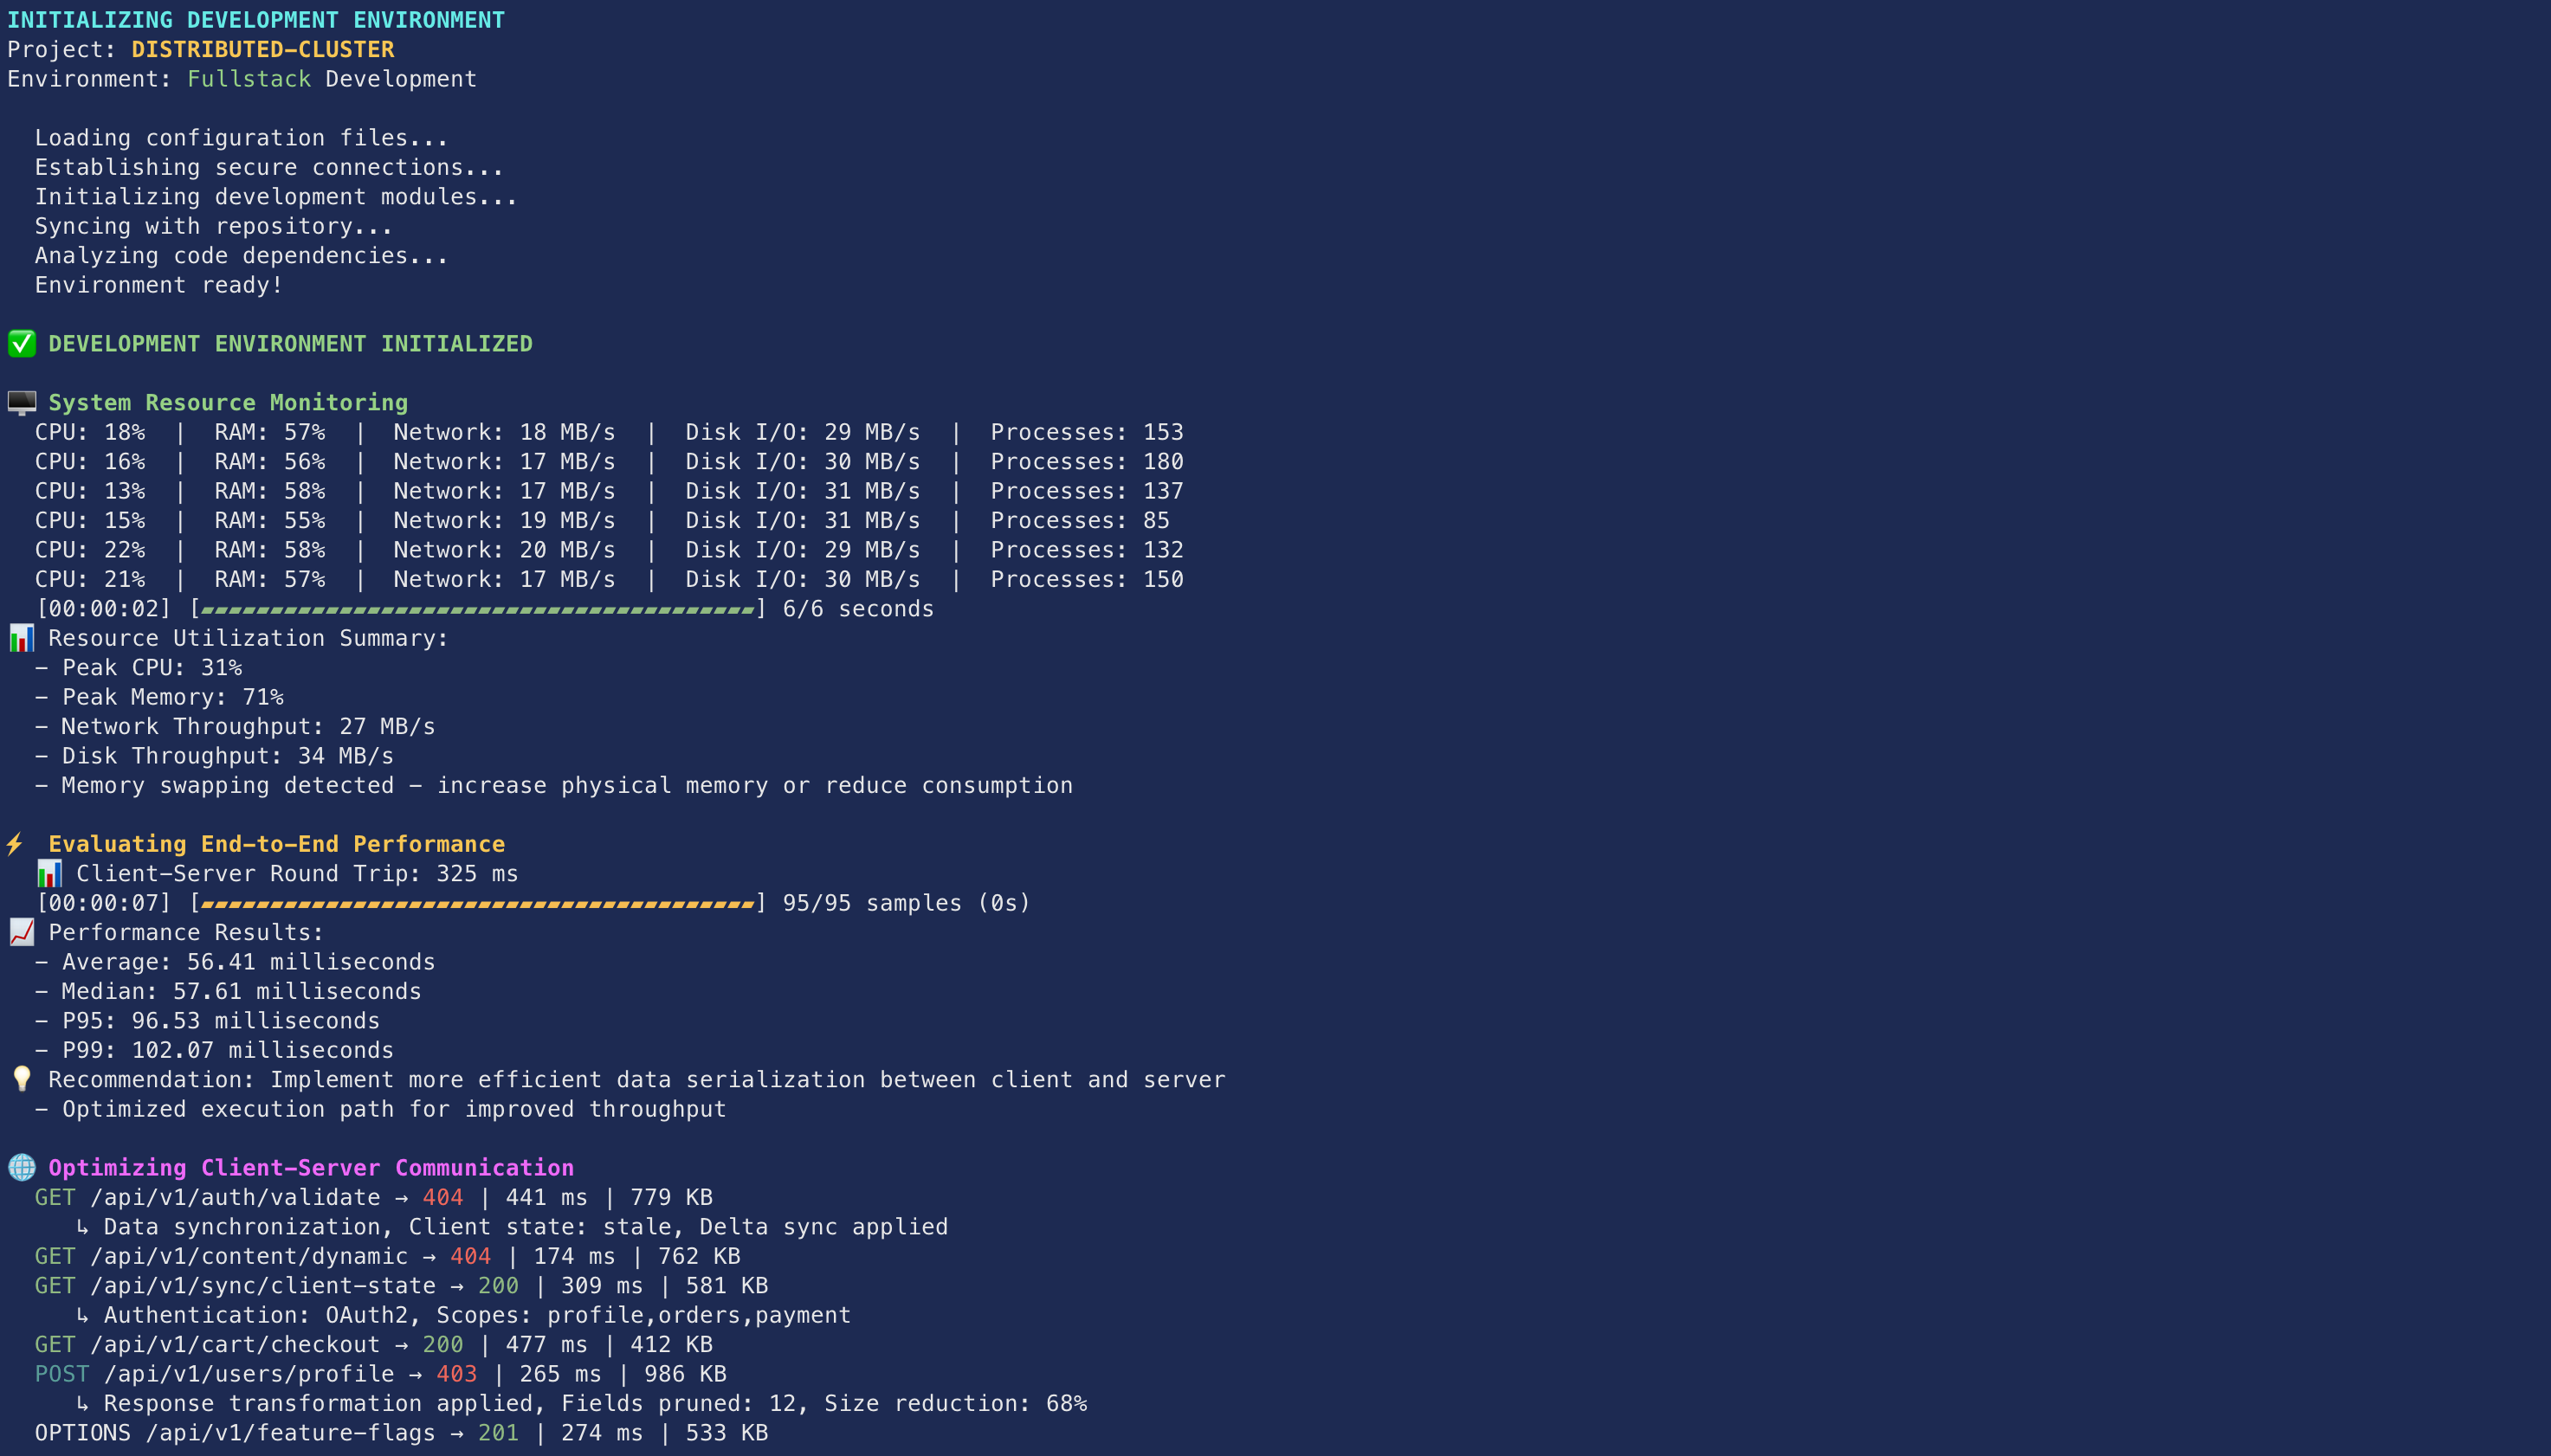 INITIALIZING DEVELOPMENT ENVIRONMENT
Project: DISTRIBUTED-CLUSTER
Environment: Fullstack Development
Loading configuration files...
Establishing secure connections...
Initializing development modules...
Syncing with repository...
Analyzing code dependencies...
Environment ready!
✅ DEVELOPMENT ENVIRONMENT INITIALIZED
🖥️ System Resource Monitoring
CPU: 18%  |  RAM: 57%  |  Network: 18 MB/s  |  Disk I/O: 29 MB/s  |  Processes: 153
CPU: 16%  |  RAM: 56%  |  Network: 17 MB/s  |  Disk I/O: 30 MB/s  |  Processes: 180
CPU: 13%  |  RAM: 58%  |  Network: 17 MB/s  |  Disk I/O: 31 MB/s  |  Processes: 137
CPU: 15%  |  RAM: 55%  |  Network: 19 MB/s  |  Disk I/O: 31 MB/s  |  Processes: 85
CPU: 22%  |  RAM: 58%  |  Network: 20 MB/s  |  Disk I/O: 29 MB/s  |  Processes: 132
CPU: 21%  |  RAM: 57%  |  Network: 17 MB/s  |  Disk I/O: 30 MB/s  |  Processes: 150
[00:00:02] [▰▰▰▰▰▰▰▰▰▰▰▰▰▰▰▰▰▰▰▰▰▰▰▰▰▰▰▰▰▰▰▰▰▰▰▰▰▰▰▰] 6/6 seconds
📊 Resource Utilization Summary:
- Peak CPU: 31%
- Peak Memory: 71%
- Network Throughput: 27 MB/s
- Disk Throughput: 34 MB/s
- Memory swapping detected - increase physical memory or reduce consumption
⚡ Evaluating End-to-End Performance
📊 Client-Server Round Trip: 325 ms
[00:00:07] [▰▰▰▰▰▰▰▰▰▰▰▰▰▰▰▰▰▰▰▰▰▰▰▰▰▰▰▰▰▰▰▰▰▰▰▰▰▰▰▰] 95/95 samples (0s)
📈 Performance Results:
- Average: 56.41 milliseconds
- Median: 57.61 milliseconds
- P95: 96.53 milliseconds
- P99: 102.07 milliseconds
💡 Recommendation: Implement more efficient data serialization between client and server
- Optimized execution path for improved throughput
🌐 Optimizing Client-Server Communication
GET /api/v1/auth/validate → 404 | 441 ms | 779 KB
↳ Data synchronization, Client state: stale, Delta sync applied
GET /api/v1/content/dynamic → 404 | 174 ms | 762 KB
GET /api/v1/sync/client-state → 200 | 309 ms | 581 KB
↳ Authentication: OAuth2, Scopes: profile,orders,payment
GET /api/v1/cart/checkout → 200 | 477 ms | 412 KB
POST /api/v1/users/profile → 403 | 265 ms | 986 KB
↳ Response transformation applied, Fields pruned: 12, Size reduction: 68%
OPTIONS /api/v1/feature-flags → 201 | 274 ms | 533 KB